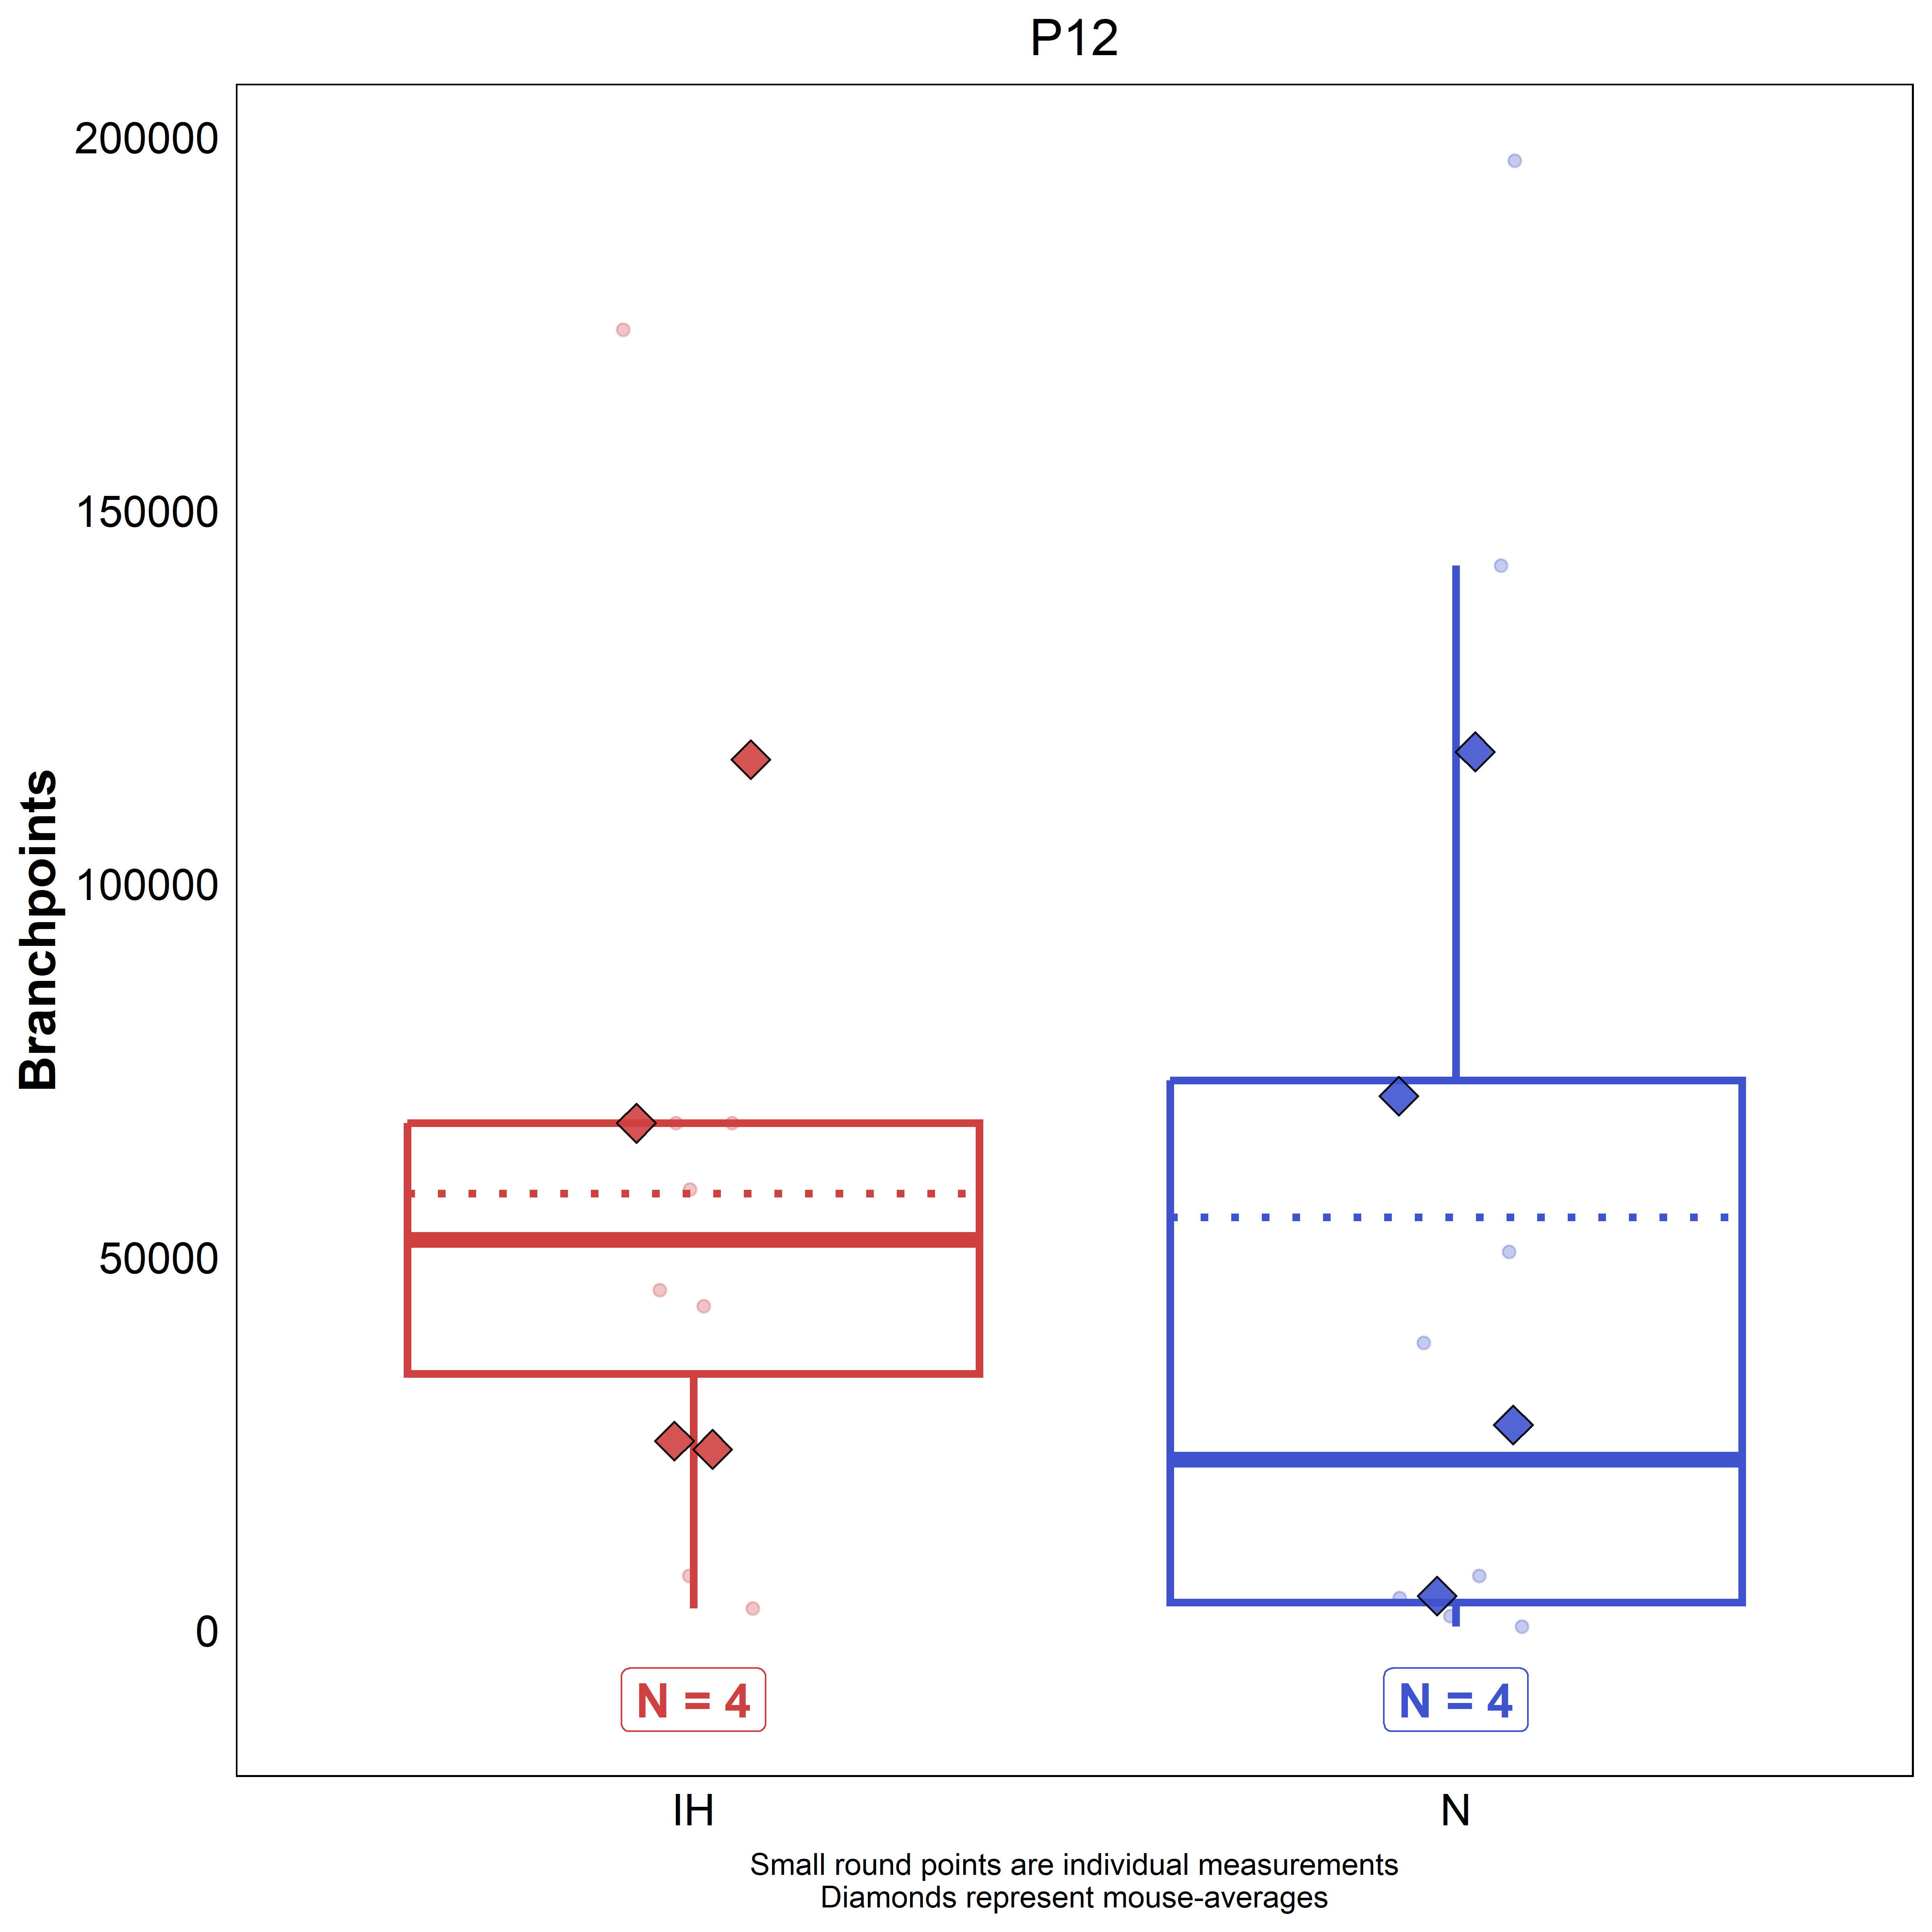 P12
200000
150000
100000
50000
0
Branchpoints
N = 4
N = 4
IH
N
Small round points are individual measurements
Diamonds represent mouse-averages